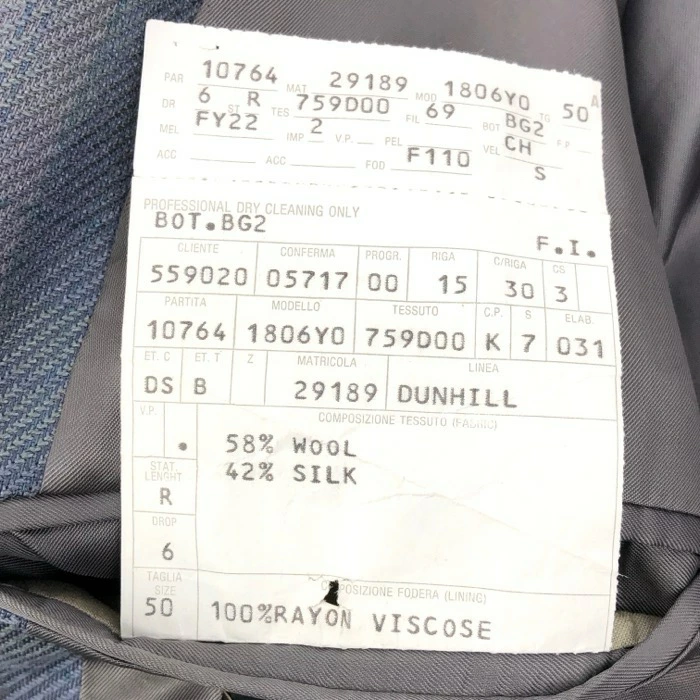 PAR 10764 MAT 29189 MOD 1806Y0 TG 50 A
DR 6 ST R TES 759D00 FIL 69 BOT BG2 F.P.
MEL FY22 IMP 2 V.P. PEL VEL CH
ACC ACC FOD F110 S
PROFESSIONAL DRY CLEANING ONLY
BOT.BG2 F.I.
CLIENTE CONFERMA PROGR. RIGA C/RIGA CS
559020 05717 00 15 30 3
PARTITA MODELLO TESSUTO C.P. S ELAB.
10764 1806Y0 759D00 K 7 031
ET. C ET. T Z MATRICOLA LINEA
DS B 29189 DUNHILL
V.P. COMPOSIZIONE TESSUTO (FABRIC)
. 58% WOOL
42% SILK
STAT.
LENGHT
R
DROP
6
TAGLIA
SIZE
50
COMPOSIZIONE FODERA (LINING)
100%RAYON VISCOSE